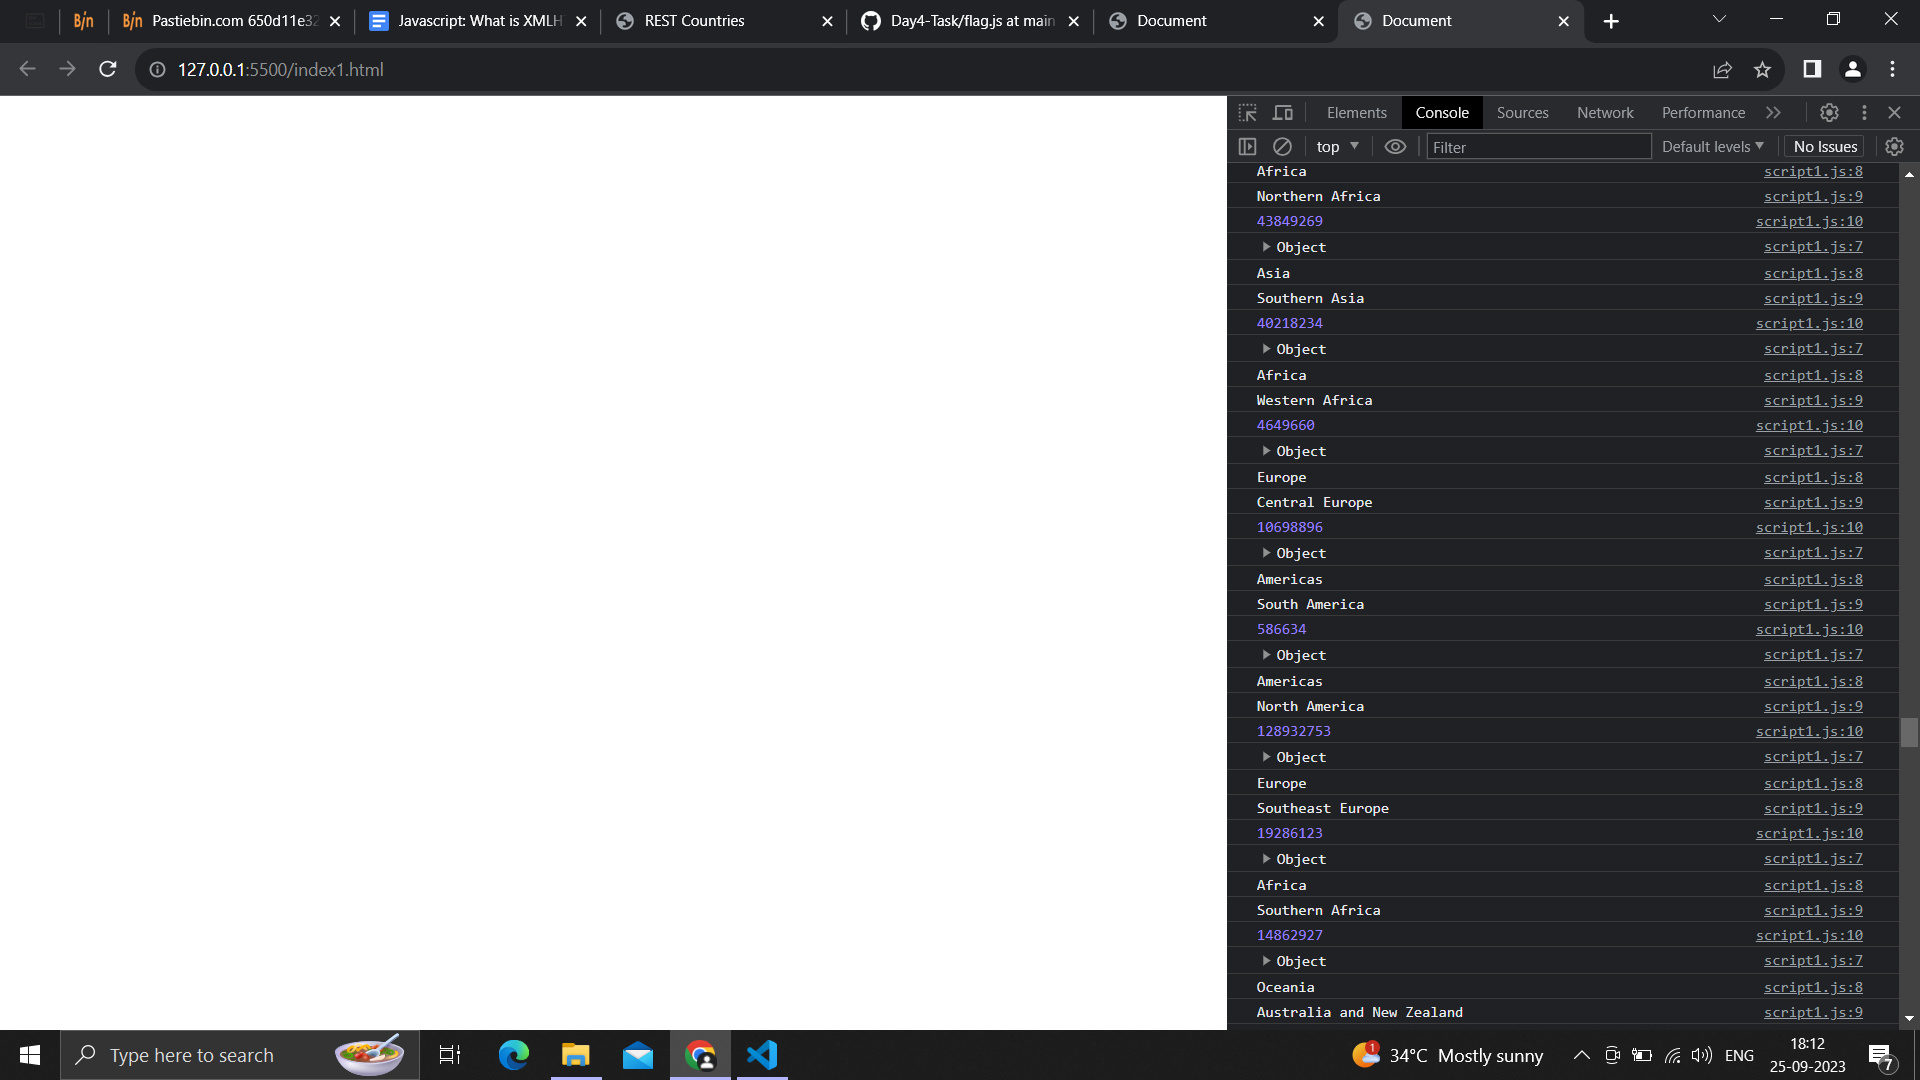 Bin Bin Pastiebin.com 650d11e32 Javascript: What is XMLH REST Countries Day4-Task/flag.js at main Document Document
127.0.0.1:5500/index1.html
Elements Console Sources Network Performance
top Filter Default levels No Issues
Africa script1.js:8
Northern Africa script1.js:9
43849269 script1.js:10
Object script1.js:7
Asia script1.js:8
Southern Asia script1.js:9
40218234 script1.js:10
Object script1.js:7
Africa script1.js:8
Western Africa script1.js:9
4649660 script1.js:10
Object script1.js:7
Europe script1.js:8
Central Europe script1.js:9
10698896 script1.js:10
Object script1.js:7
Americas script1.js:8
South America script1.js:9
586634 script1.js:10
Object script1.js:7
Americas script1.js:8
North America script1.js:9
128932753 script1.js:10
Object script1.js:7
Europe script1.js:8
Southeast Europe script1.js:9
19286123 script1.js:10
Object script1.js:7
Africa script1.js:8
Southern Africa script1.js:9
14862927 script1.js:10
Object script1.js:7
Oceania script1.js:8
Australia and New Zealand script1.js:9
Type here to search 1 34°C Mostly sunny ENG 18:12
25-09-2023 7